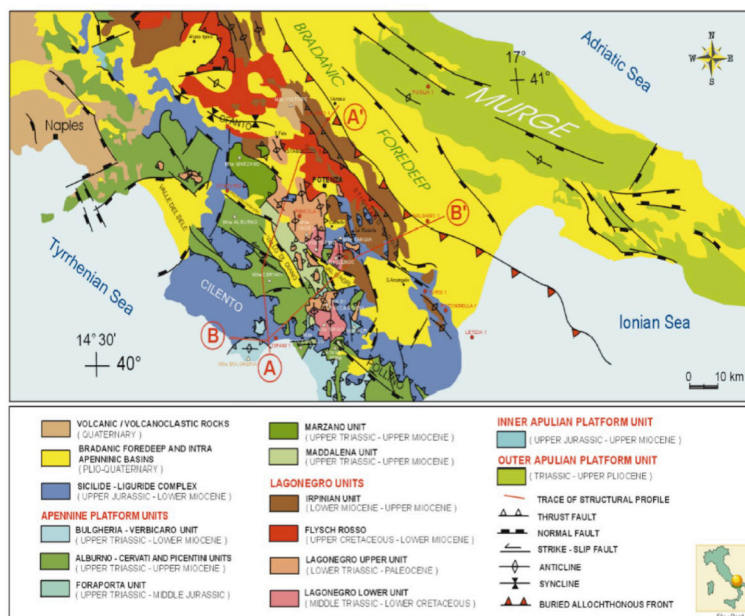 Adriatic Sea
17°
41°
N
W E
S
BRADANIC
FOREDEEP
MURGE
Naples
OFANTO
A'
POTENZA
B'
VALLE DEL SELE
Tyrrhenian Sea
CILENTO
Ionian Sea
B
A
14° 30'
40°
0 10 km
VOLCANIC / VOLCANOCLASTIC ROCKS
( QUATERNARY )
BRADANIC FOREDEEP AND INTRA
APENNINIC BASINS
( PLIO-QUATERNARY )
SICILIDE - LIGURIDE COMPLEX
( UPPER JURASSIC - LOWER MIOCENE )
APENNINE PLATFORM UNITS
BULGHERIA - VERBICARO UNIT
( UPPER TRIASSIC - LOWER MIOCENE )
ALBURNO - CERVATI AND PICENTINI UNITS
( UPPER TRIASSIC - UPPER MIOCENE )
FORAPORTA UNIT
( UPPER TRIASSIC - MIDDLE JURASSIC )
MARZANO UNIT
( UPPER TRIASSIC - UPPER MIOCENE )
MADDALENA UNIT
( UPPER TRIASSIC - UPPER MIOCENE )
LAGONEGRO UNITS
IRPINIAN UNIT
( LOWER MIOCENE - UPPER MIOCENE )
FLYSCH ROSSO
( UPPER CRETACEOUS - LOWER MIOCENE )
LAGONEGRO UPPER UNIT
( LOWER TRIASSIC - PALEOCENE )
LAGONEGRO LOWER UNIT
( MIDDLE TRIASSIC - LOWER CRETACEOUS )
INNER APULIAN PLATFORM UNIT
( UPPER JURASSIC - UPPER MIOCENE )
OUTER APULIAN PLATFORM UNIT
( TRIASSIC - UPPER PLIOCENE )
TRACE OF STRUCTURAL PROFILE
THRUST FAULT
NORMAL FAULT
STRIKE - SLIP FAULT
ANTICLINE
SYNCLINE
BURIED ALLOCHTHONOUS FRONT